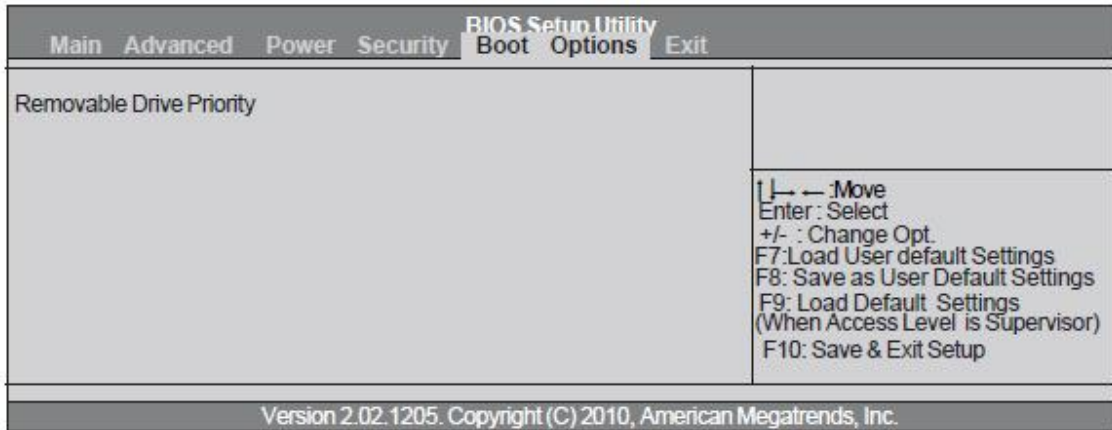 BIOS Setup Utility
Main Advanced Power Security Boot Options Exit
Removable Drive Priority
↑↓→ ← :Move
Enter : Select
+/- : Change Opt.
F7:Load User default Settings
F8: Save as User Default Settings
F9: Load Default Settings
(When Access Level is Supervisor)
F10: Save & Exit Setup
Version 2.02.1205. Copyright (C) 2010, American Megatrends, Inc.